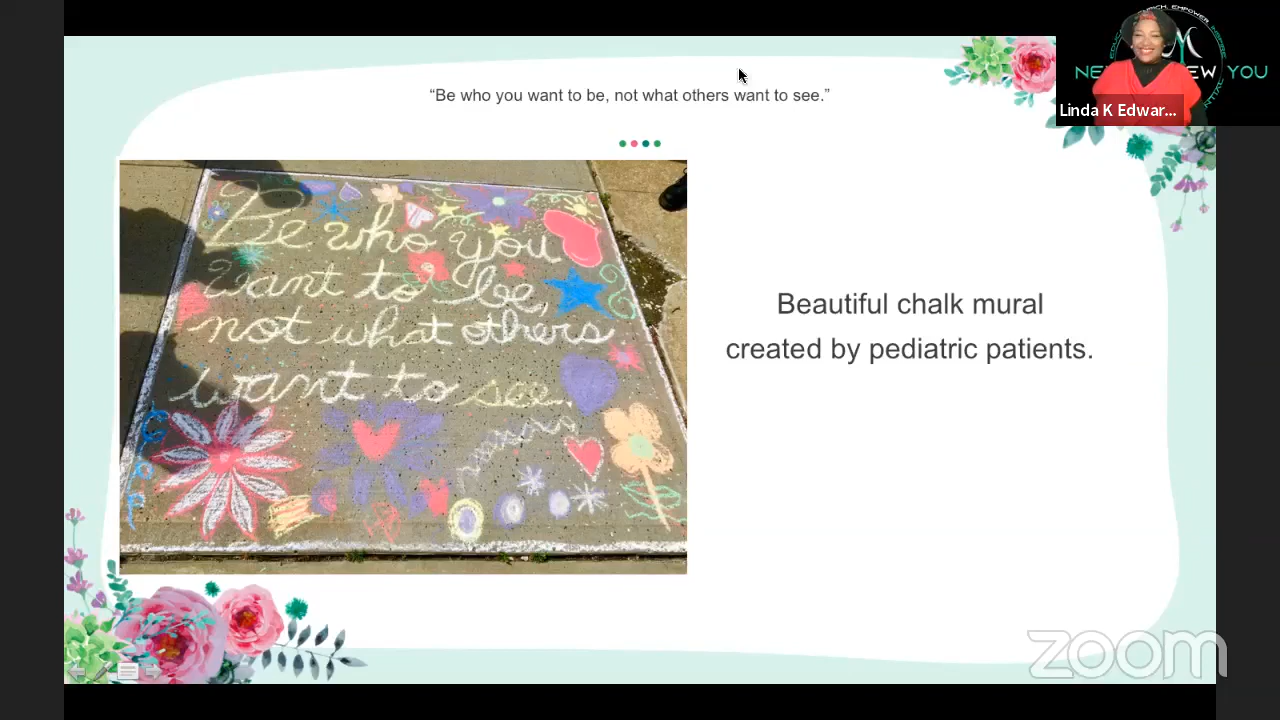 “Be who you want to be, not what others want to see.”
Be who you
want to be,
not what others
want to see.
Beautiful chalk mural
created by pediatric patients.
Linda K Edwar...
YOU
zoom